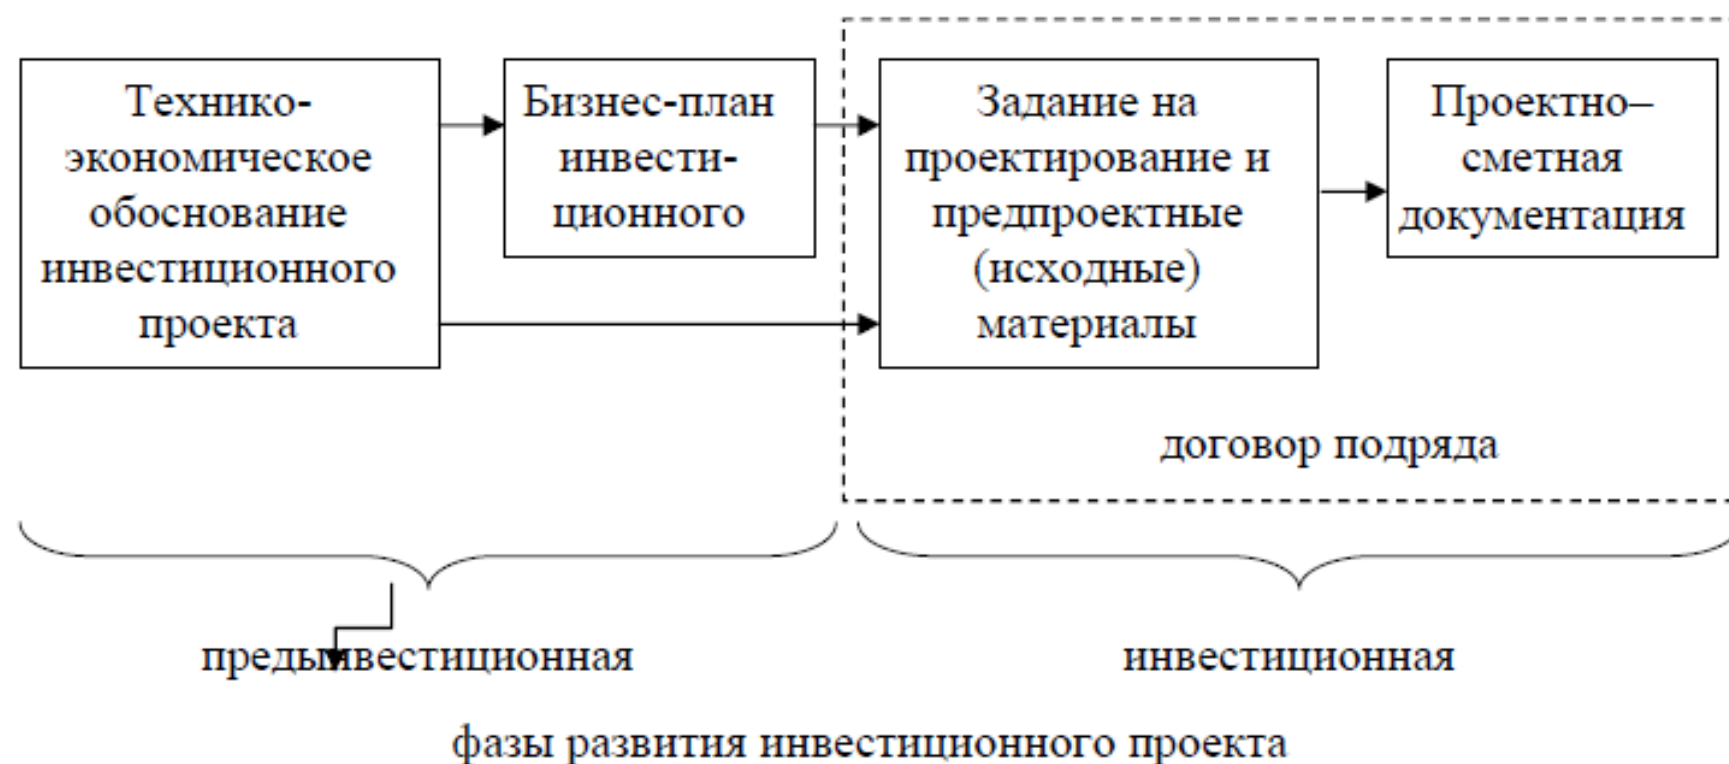 Технико-
экономическое
обоснование
инвестиционного
проекта
Бизнес-план
инвести-
ционного
Задание на
проектирование и
предпроектные
(исходные)
материалы
Проектно–
сметная
документация
договор подряда
предынвестиционная
инвестиционная
фазы развития инвестиционного проекта